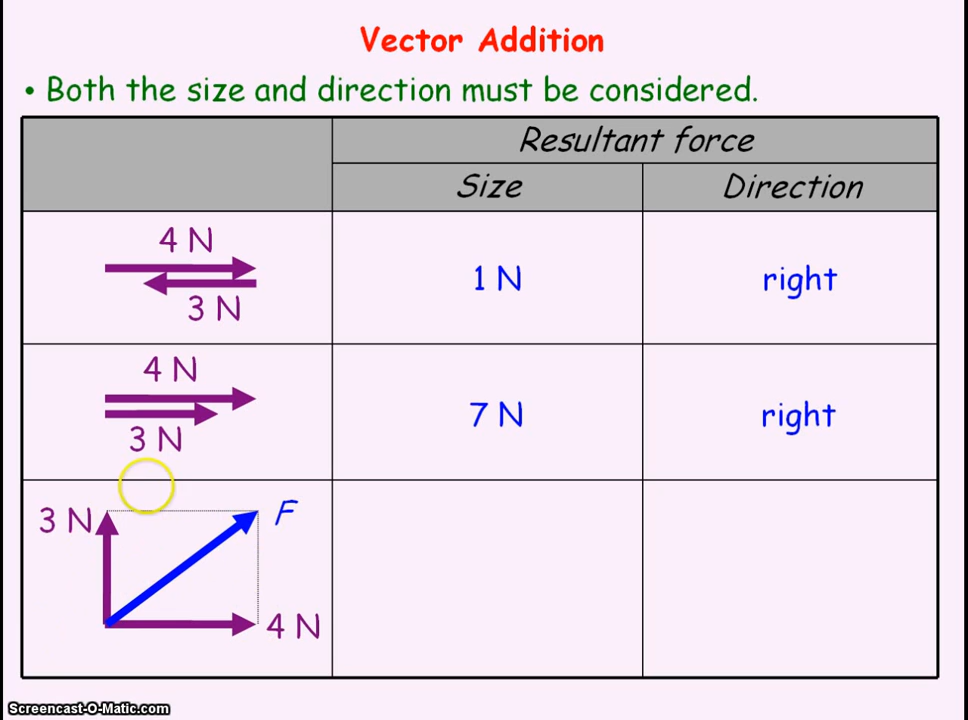 Vector Addition
• Both the size and direction must be considered.
Resultant force
Size
Direction
4 N
3 N
1 N
right
4 N
3 N
7 N
right
3 N
F
4 N
Screencast-O-Matic.com